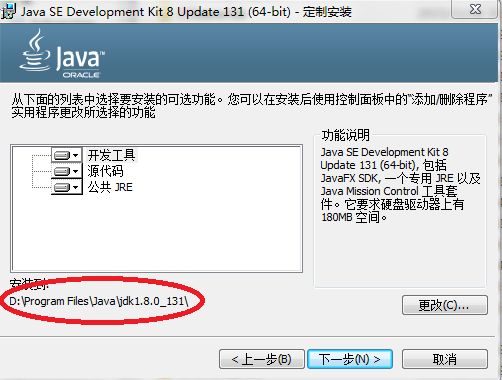 Java SE Development Kit 8 Update 131 (64-bit) - 定制安装
Java™
ORACLE
从下面的列表中选择要安装的可选功能。您可以在安装后使用控制面板中的“添加/删除程序”
实用程序更改所选择的功能
开发工具
源代码
公共 JRE
功能说明
Java SE Development Kit 8
Update 131 (64-bit), 包括
JavaFX SDK, 一个专用 JRE 以及
Java Mission Control 工具套
件。它要求硬盘驱动器上有
180MB 空间。
安装到:
D:\Program Files\Java\jdk1.8.0_131\
更改(C)...
< 上一步(B)
下一步(N) >
取消